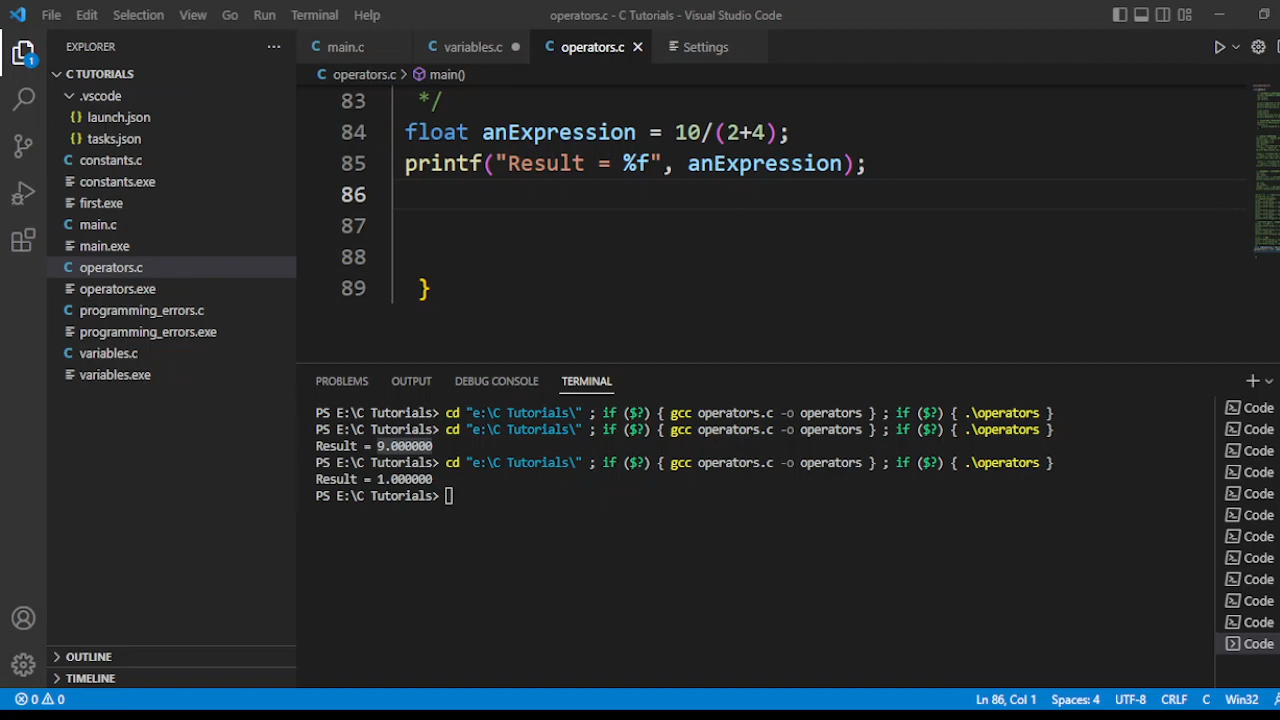 File Edit Selection View Go Run Terminal Help operators.c - C Tutorials - Visual Studio Code
EXPLORER ...
main.c variables.c operators.c Settings
operators.c > main()
C TUTORIALS
.vscode
launch.json
tasks.json
constants.c
constants.exe
first.exe
main.c
main.exe
operators.c
operators.exe
programming_errors.c
programming_errors.exe
variables.c
variables.exe
OUTLINE
TIMELINE
1
83 */
84 float anExpression = 10/(2+4);
85 printf("Result = %f", anExpression);
86
87
88
89 }
PROBLEMS OUTPUT DEBUG CONSOLE TERMINAL
PS E:\C Tutorials> cd "e:\C Tutorials\" ; if ($?) { gcc operators.c -o operators } ; if ($?) { .\operators }
PS E:\C Tutorials> cd "e:\C Tutorials\" ; if ($?) { gcc operators.c -o operators } ; if ($?) { .\operators }
Result = 9.000000
PS E:\C Tutorials> cd "e:\C Tutorials\" ; if ($?) { gcc operators.c -o operators } ; if ($?) { .\operators }
Result = 1.000000
PS E:\C Tutorials>
Code
Code
Code
Code
Code
Code
Code
Code
Code
Code
Code
Code
0 0 Ln 86, Col 1 Spaces: 4 UTF-8 CRLF C Win32